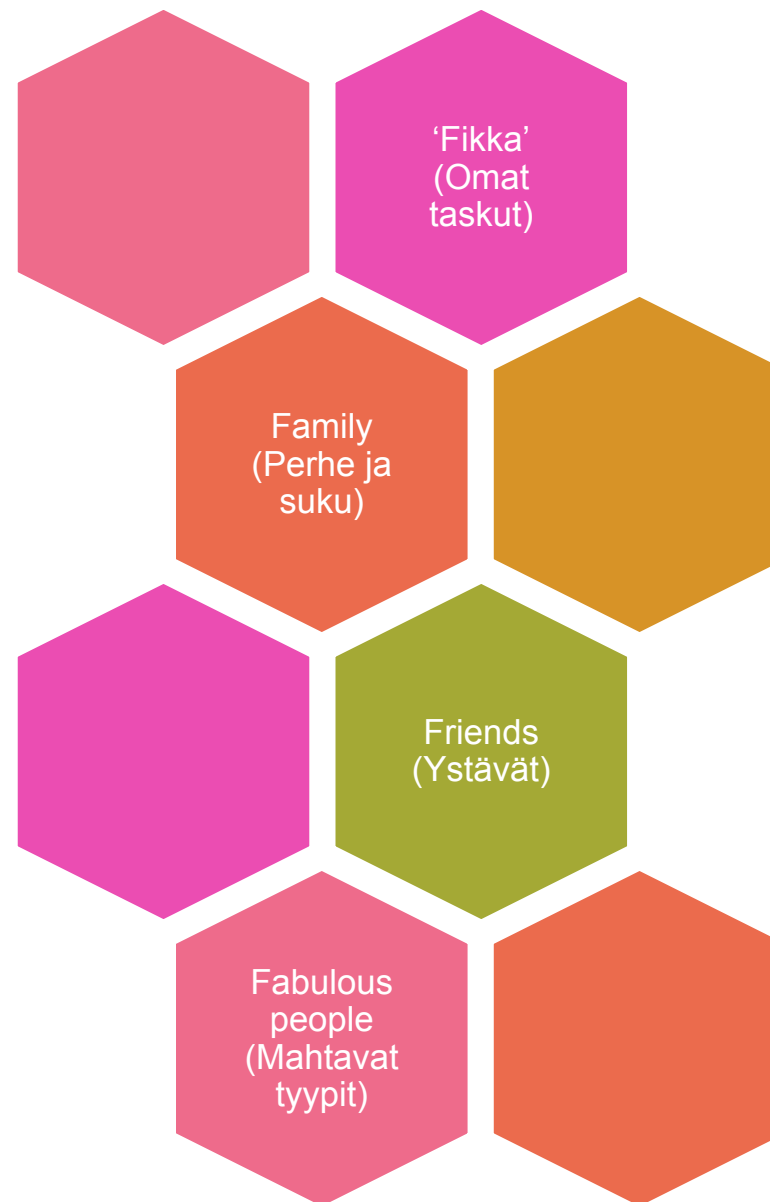 ‘Fikka’
(Omat
taskut)
Family
(Perhe ja
suku)
Friends
(Ystävät)
Fabulous
people
(Mahtavat
tyypit)